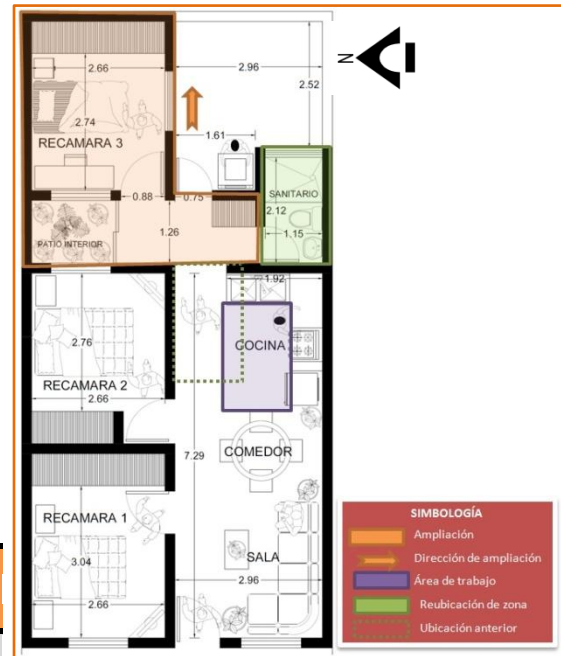 N
2.66
2.96
2.52
2.74
1.61
RECAMARA 3
SANITARIO
0.88
0.75
2.12
1.15
1.26
PATIO INTERIOR
1.92
COCINA
2.76
RECAMARA 2
2.66
7.29
COMEDOR
RECAMARA 1
3.04
SALA
2.96
2.66
SIMBOLOGÍA
Ampliación
Dirección de ampliación
Área de trabajo
Reubicación de zona
Ubicación anterior